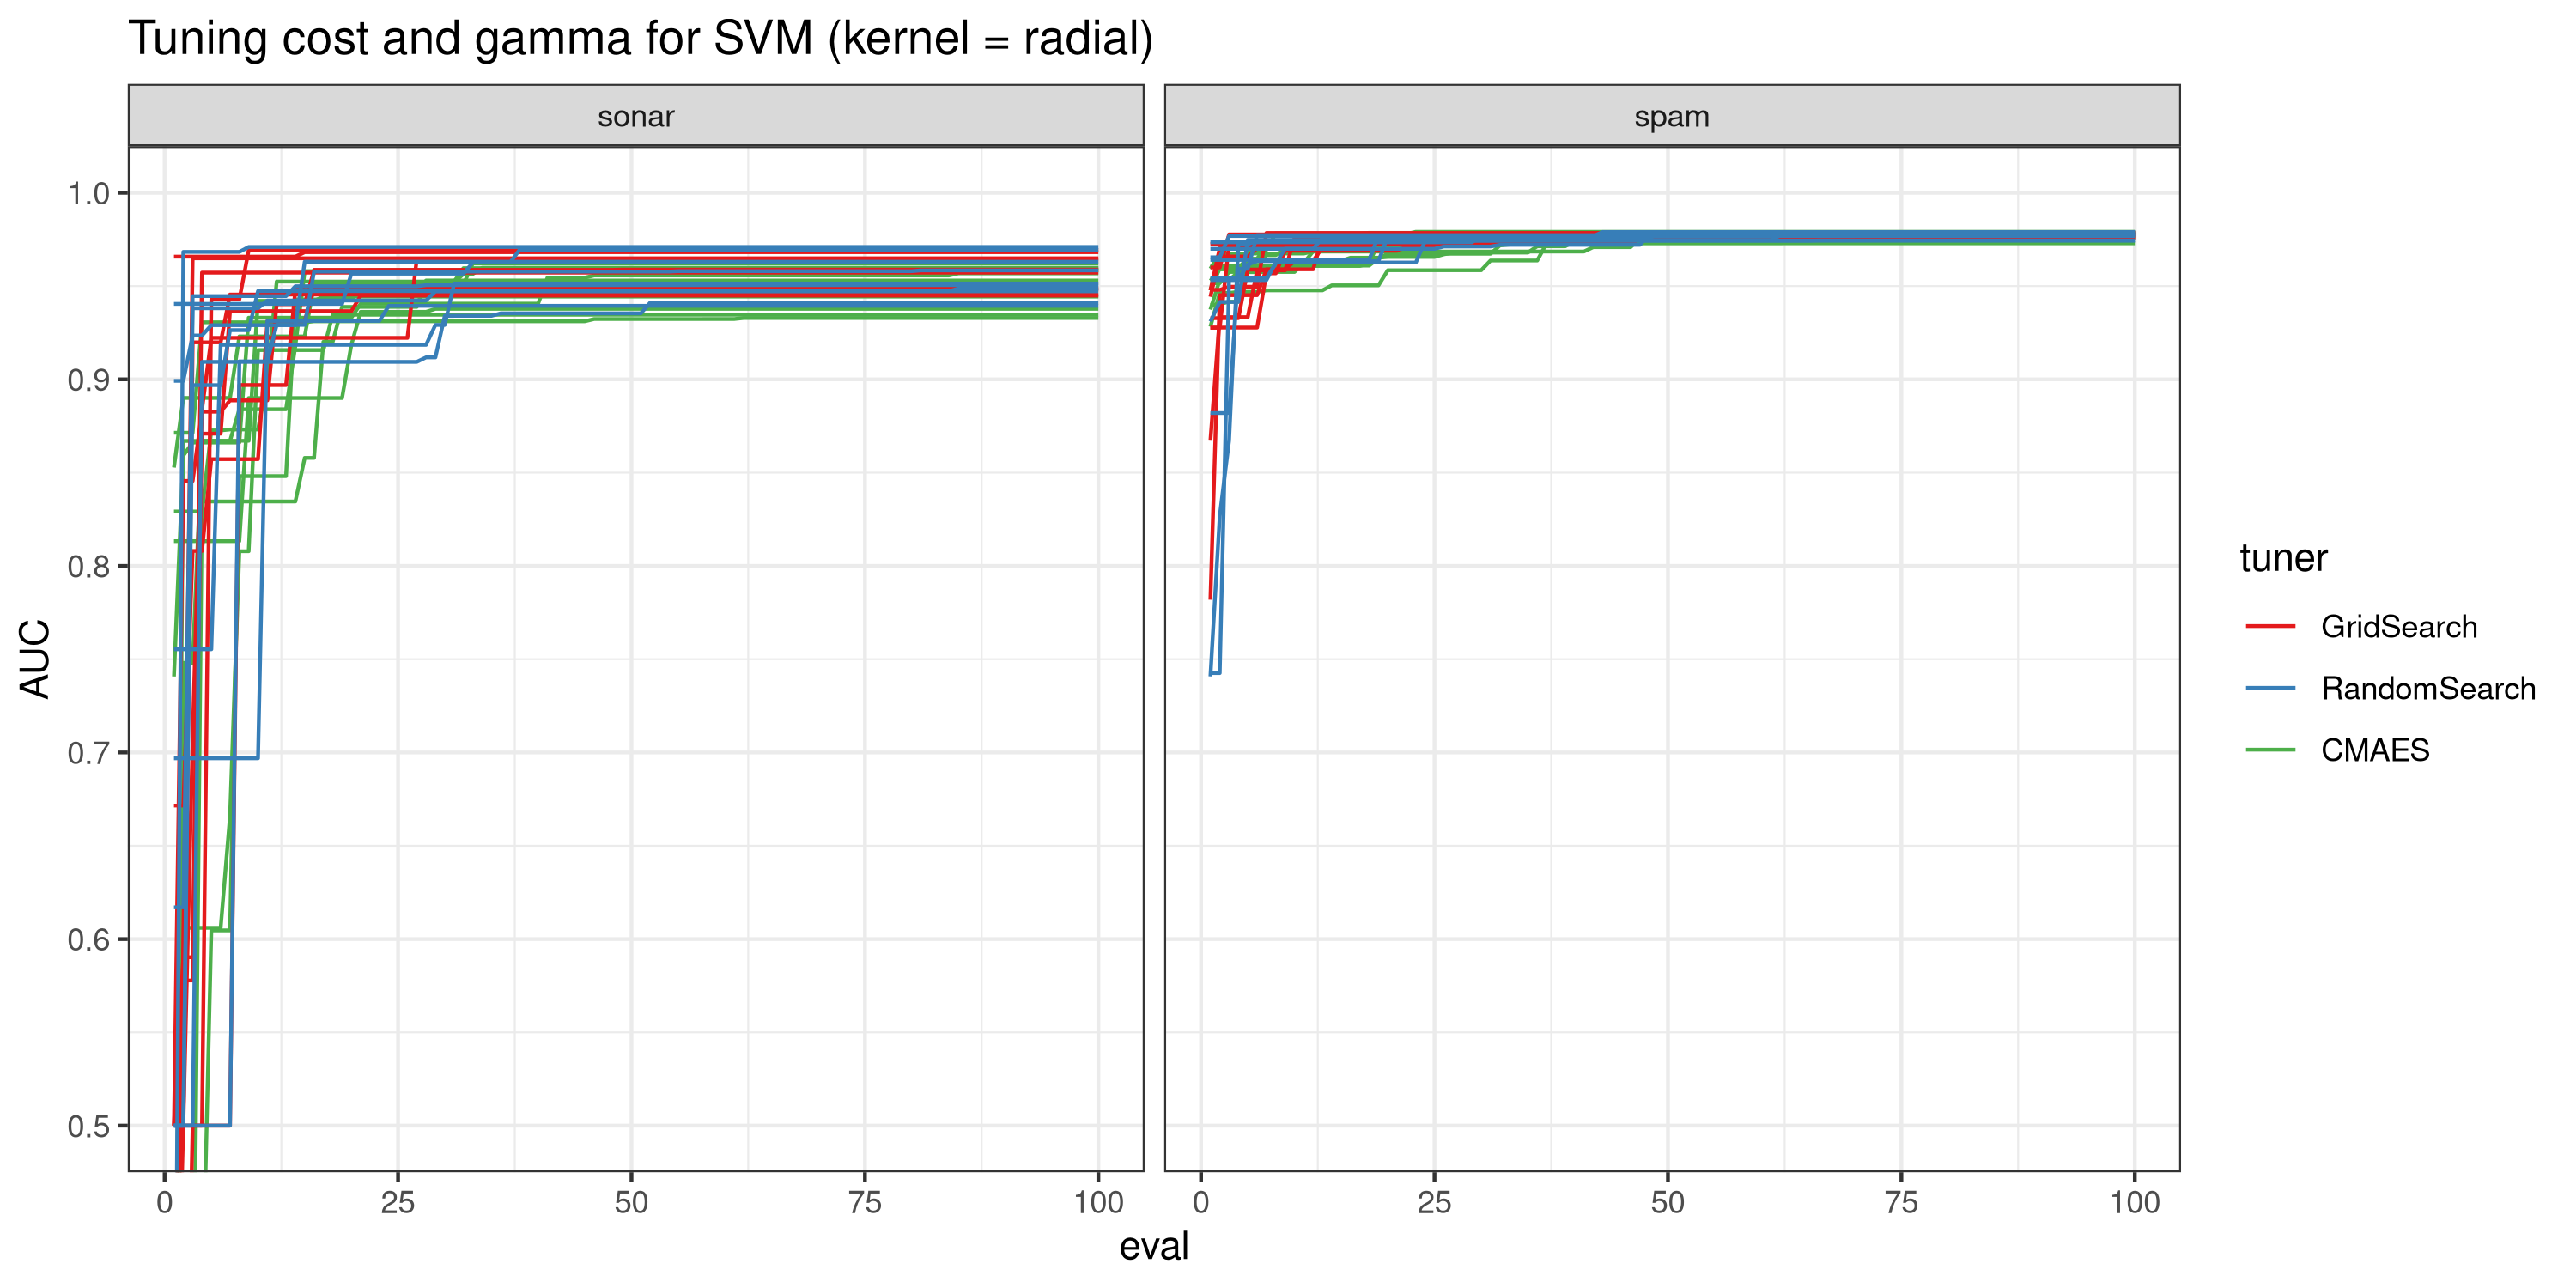 Tuning cost and gamma for SVM (kernel = radial)
sonar
spam
1.0
0.9
0.8
0.7
0.6
0.5
AUC
0 25 50 75 100
0 25 50 75 100
eval
tuner
GridSearch
RandomSearch
CMAES